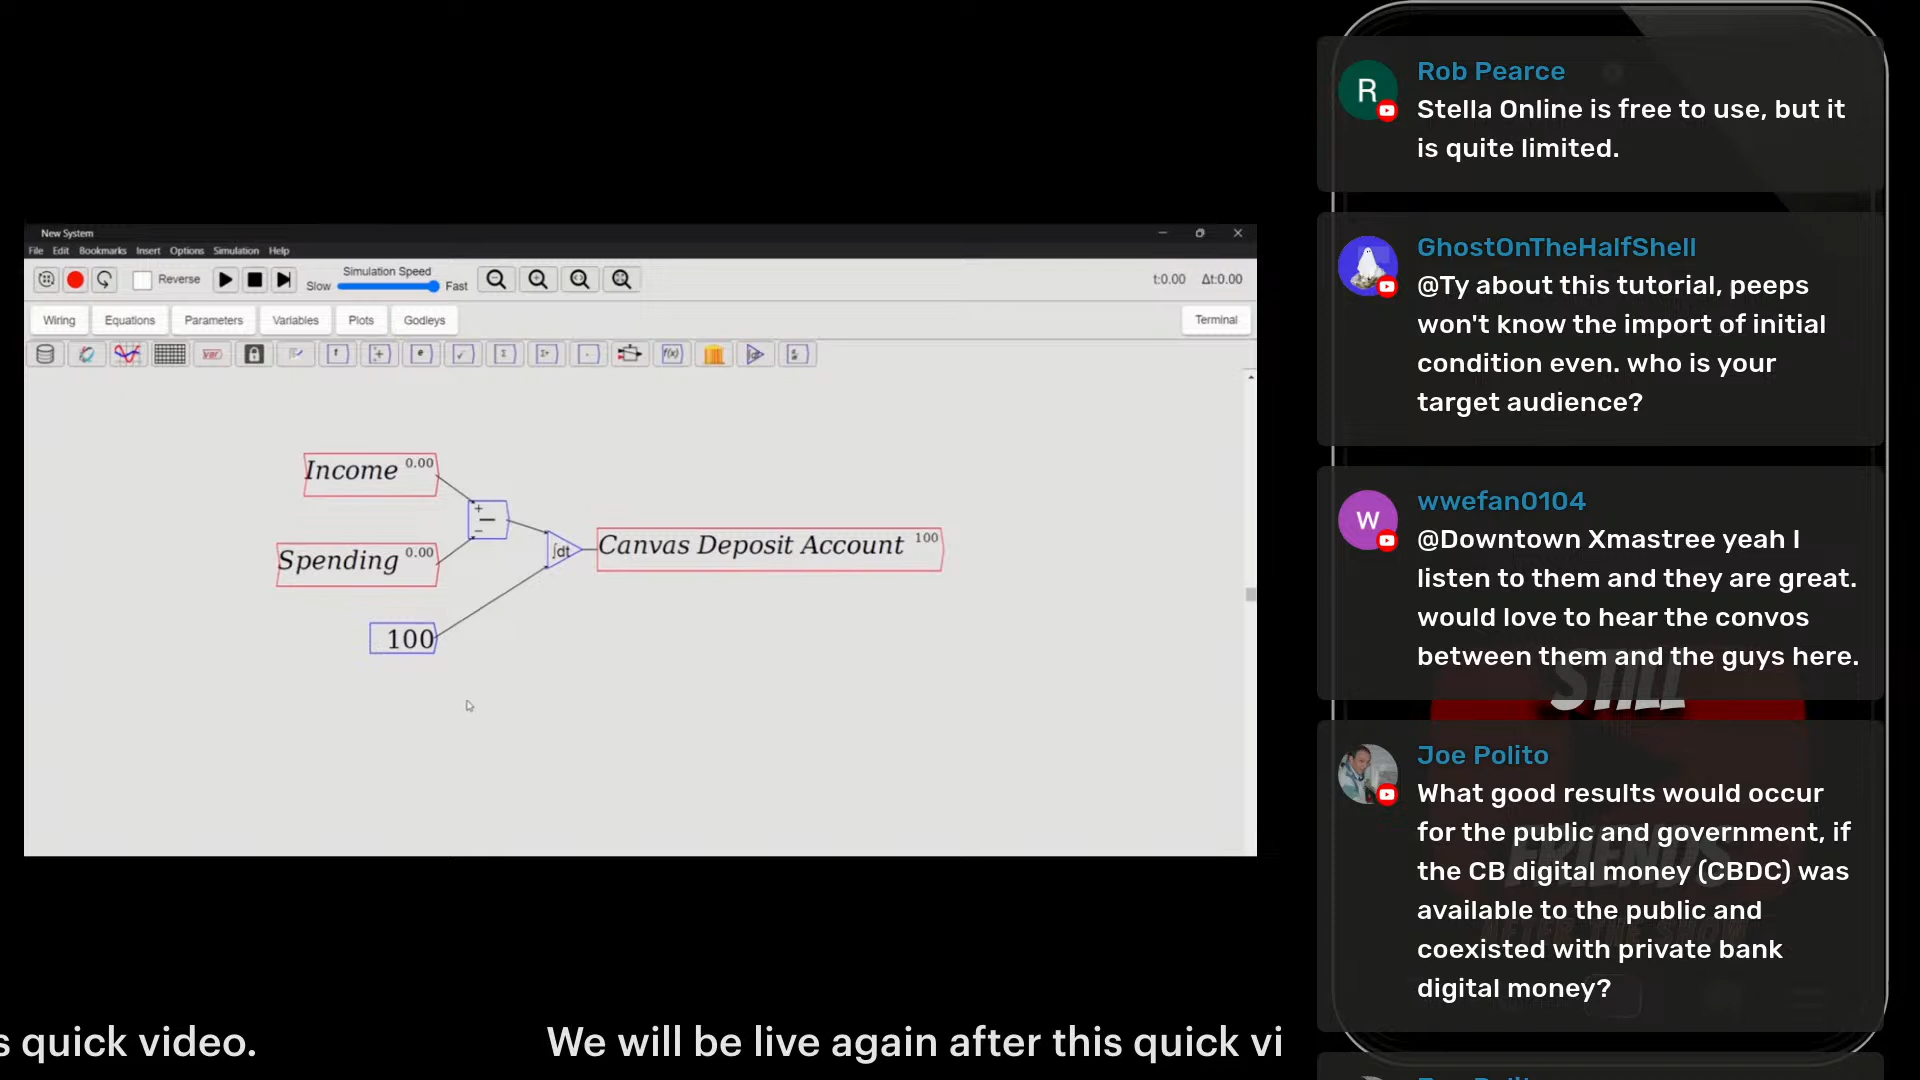 New System
File Edit Bookmarks Insert Options Simulation Help
Reverse
Simulation Speed
Slow
Fast
t:0.00 Δt:0.00
Wiring Equations Parameters Variables Plots Godleys Terminal
var
f(x)
Income 0.00
+
−
−
Spending 0.00
∫dt
Canvas Deposit Account 100
100
s quick video.
We will be live again after this quick vi
R
Rob Pearce
Stella Online is free to use, but it
is quite limited.
GhostOnTheHalfShell
@Ty about this tutorial, peeps
won't know the import of initial
condition even. who is your
target audience?
W
wwefan0104
@Downtown Xmastree yeah I
listen to them and they are great.
would love to hear the convos
between them and the guys here.
STILL
Joe Polito
What good results would occur
for the public and government, if
the CB digital money (CBDC) was
available to the public and
coexisted with private bank
digital money?